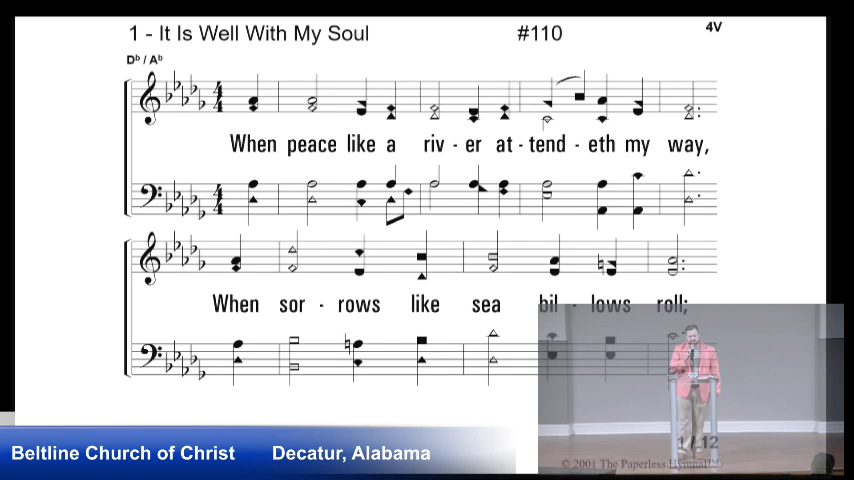 1 - It Is Well With My Soul #110 4V
Db / Ab
When peace like a riv - er at - tend - eth my way,
When sor - rows like sea bil - lows roll;
1 / 12
Beltline Church of Christ Decatur, Alabama
© 2001 The Paperless Hymnal™